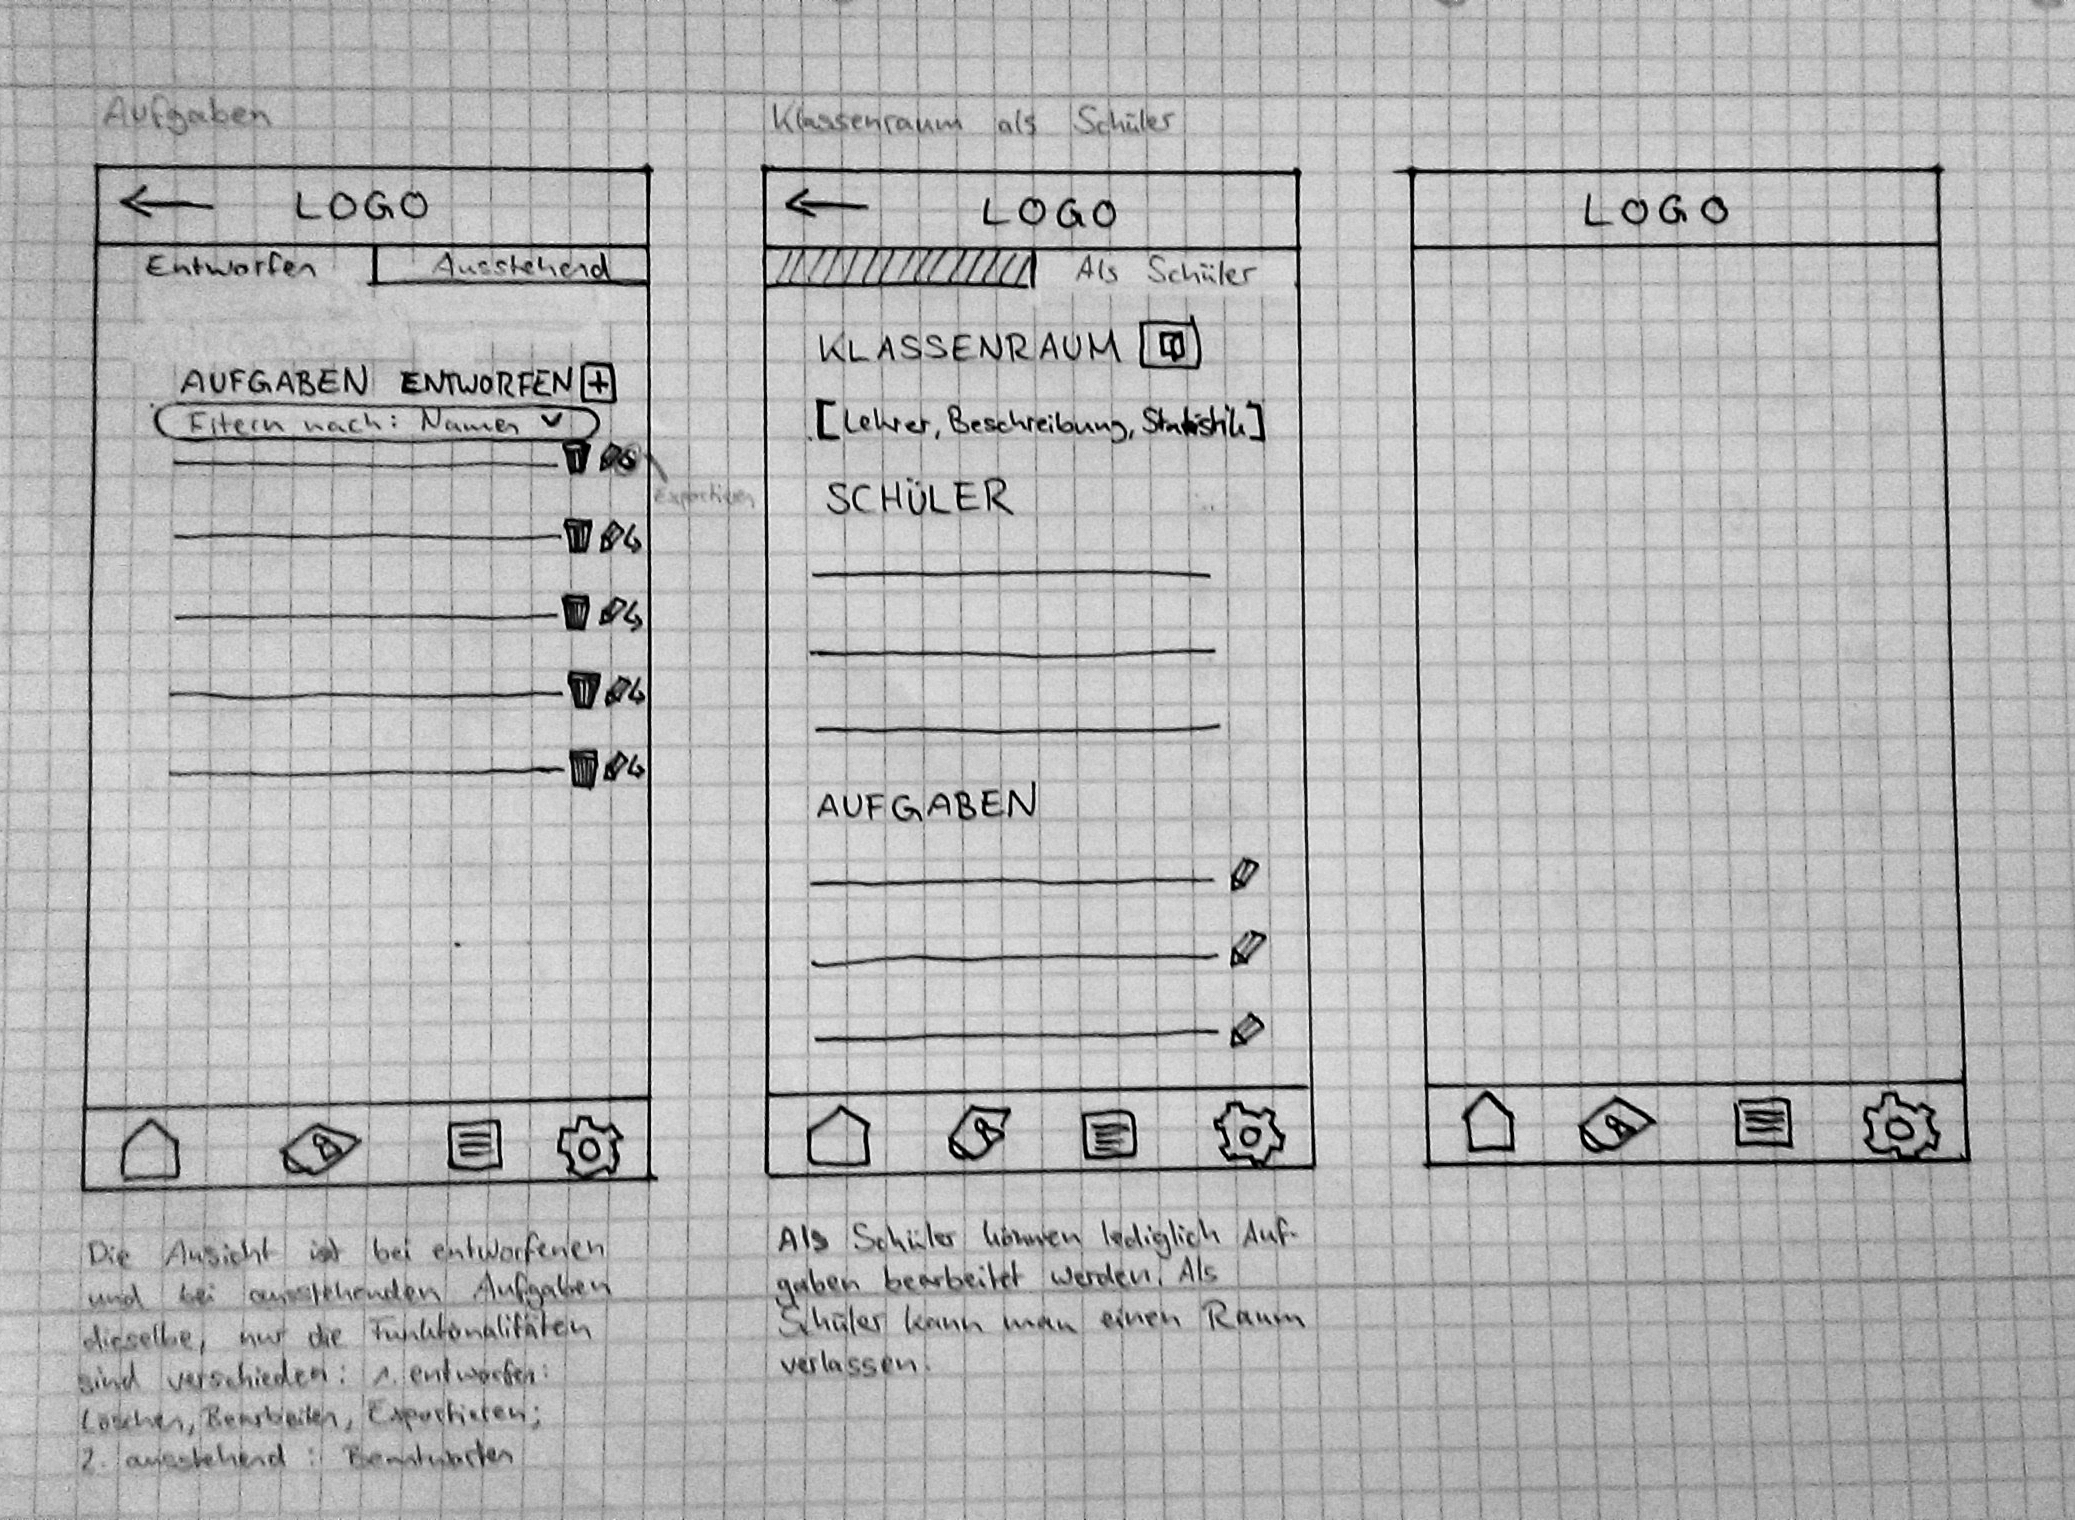 Aufgaben
LOGO
Entworfen
Ausstehend
AUFGABEN ENTWORFEN
Filtern nach: Namen
Exportieren
Die Ansicht ist bei entworfenen
und bei ausstehenden Aufgaben
dieselbe, nur die Funktionalitäten
sind verschieden: 1. entworfen:
Löschen, Bearbeiten, Exportieren;
2. ausstehend: Beantworten
Klassenraum als Schüler
LOGO
Als Schüler
KLASSENRAUM
[Lehrer, Beschreibung, Statistik]
SCHÜLER
AUFGABEN
Als Schüler können lediglich Auf-
gaben bearbeitet werden. Als
Schüler kann man einen Raum
verlassen.
LOGO